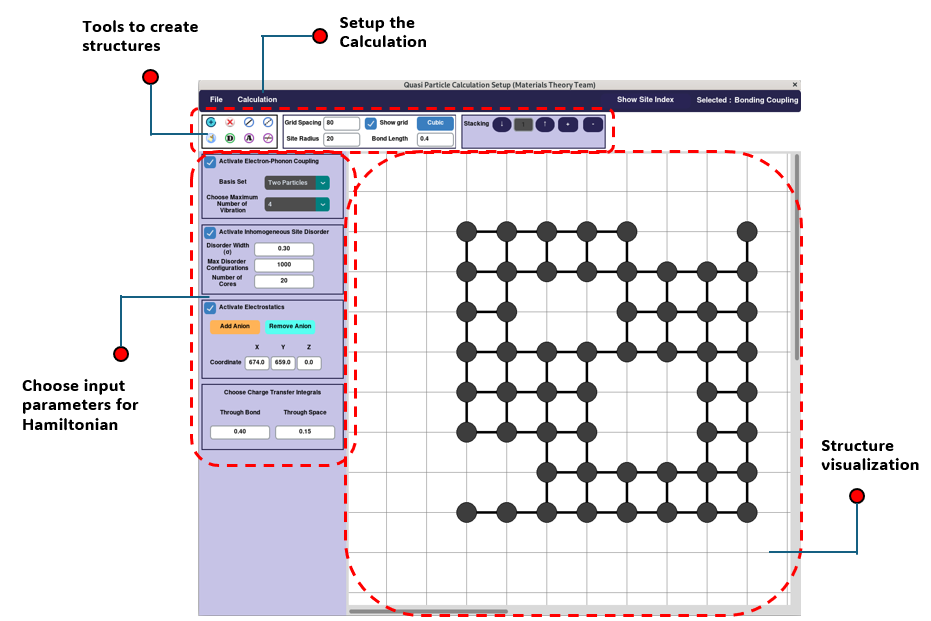 Tools to create
structures
Setup the
Calculation
Quasi Particle Calculation Setup (Materials Theory Team)
×
File Calculation Show Site Index Selected : Bonding Coupling
Grid Spacing 80 Show grid Cubic
Site Radius 20 Bond Length 0.4
Stacking ↓ ↑ ↑ + -
D A
Activate Electron-Phonon Coupling
Basis Set Two Particles
Choose Maximum
Number of
Vibration
4
Activate Inhomogeneous Site Disorder
Disorder Width
(σ)
0.30
Max Disorder
Configurations
1000
Number of
Cores
20
Activate Electrostatics
Add Anion Remove Anion
X Y Z
Coordinate 674.0 659.0 0.0
Choose Charge Transfer Integrals
Through Bond Through Space
0.40 0.15
Choose input
parameters for
Hamiltonian
Structure
visualization